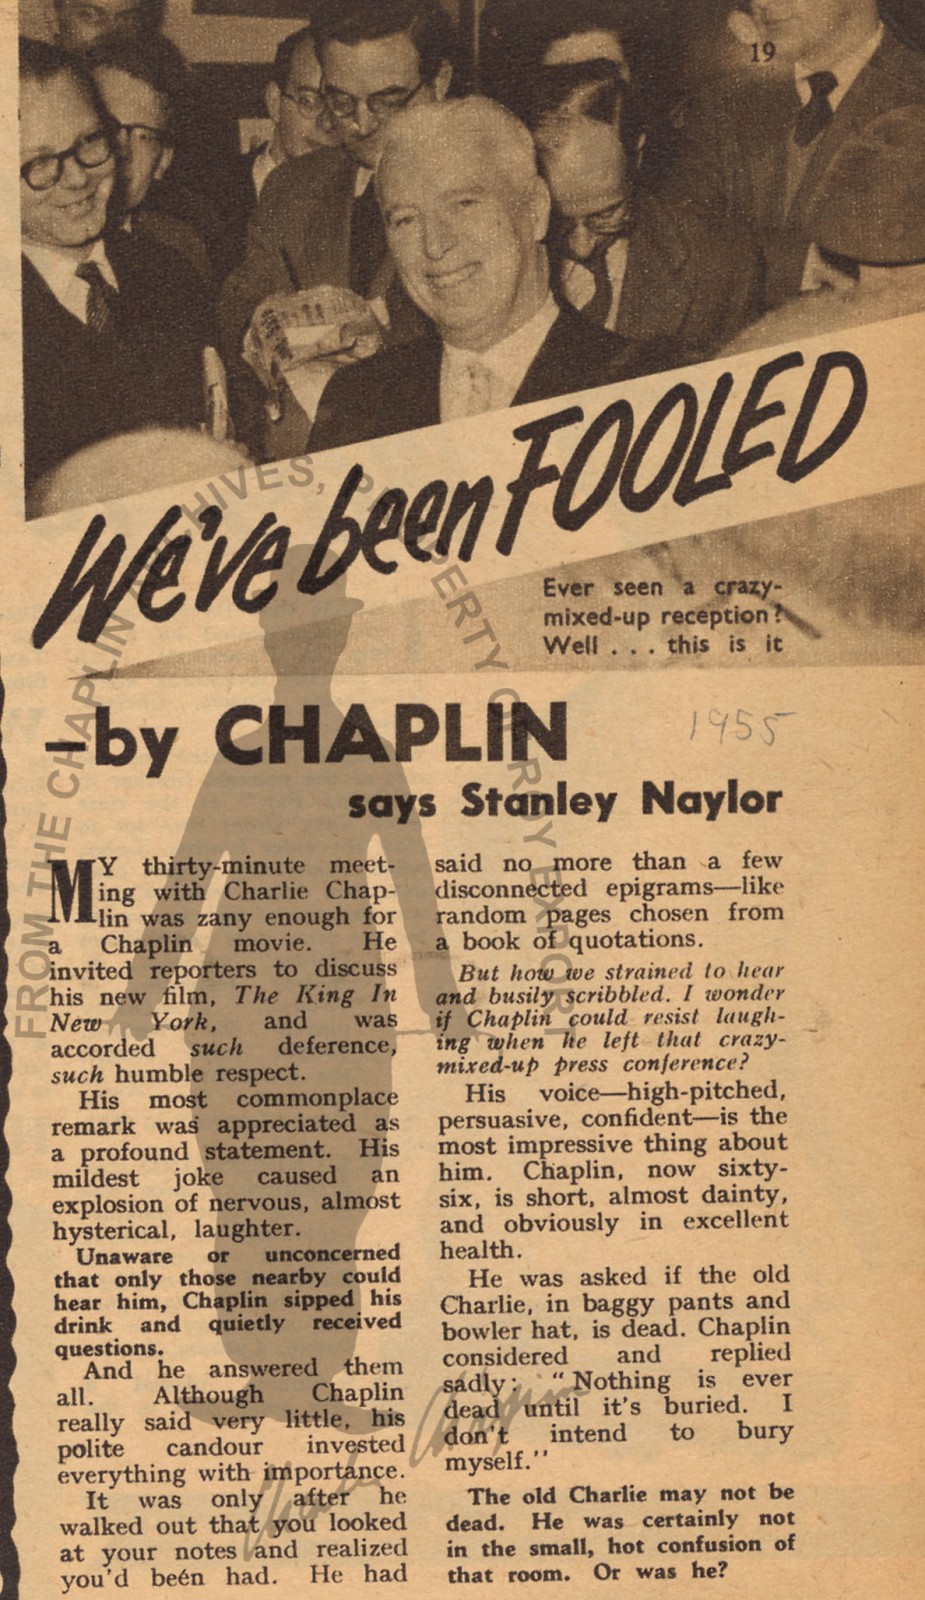 19
We've been FOOLED
Ever seen a crazy-
mixed-up reception?
Well . . . this is it
—by CHAPLIN
1955
says Stanley Naylor
MY thirty-minute meet-
ing with Charlie Chap-
lin was zany enough for
a Chaplin movie. He
invited reporters to discuss
his new film, The King In
New York, and was
accorded such deference,
such humble respect.
His most commonplace
remark was appreciated as
a profound statement. His
mildest joke caused an
explosion of nervous, almost
hysterical, laughter.
Unaware or unconcerned
that only those nearby could
hear him, Chaplin sipped his
drink and quietly received
questions.
And he answered them
all. Although Chaplin
really said very little, his
polite candour invested
everything with importance.
It was only after he
walked out that you looked
at your notes and realized
you'd been had. He had
said no more than a few
disconnected epigrams—like
random pages chosen from
a book of quotations.
But how we strained to hear
and busily scribbled. I wonder
if Chaplin could resist laugh-
ing when he left that crazy-
mixed-up press conference?
His voice—high-pitched,
persuasive, confident—is the
most impressive thing about
him. Chaplin, now sixty-
six, is short, almost dainty,
and obviously in excellent
health.
He was asked if the old
Charlie, in baggy pants and
bowler hat, is dead. Chaplin
considered and replied
sadly: "Nothing is ever
dead until it's buried. I
don't intend to bury
myself."
The old Charlie may not be
dead. He was certainly not
in the small, hot confusion of
that room. Or was he?
FROM THE CHAPLIN ARCHIVES, PROPERTY OF ROY EXPORT
Charlie Chaplin